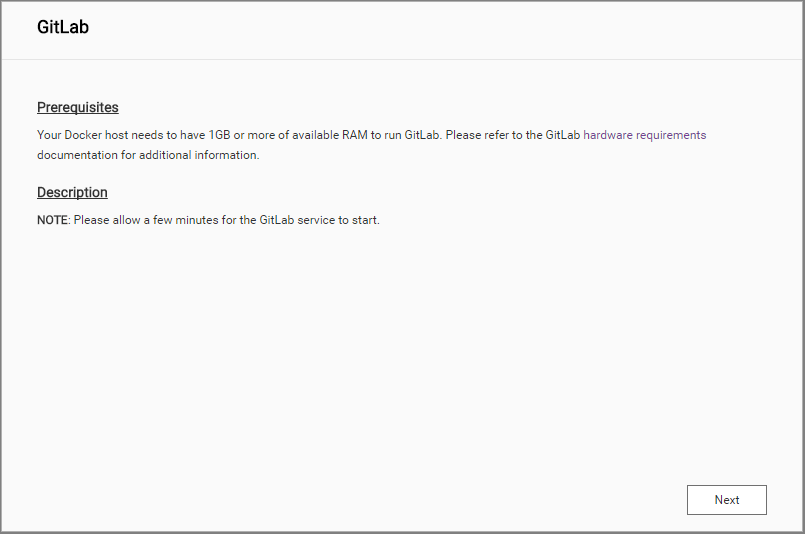 GitLab
Prerequisites
Your Docker host needs to have 1GB or more of available RAM to run GitLab. Please refer to the GitLab hardware requirements
documentation for additional information.
Description
NOTE: Please allow a few minutes for the GitLab service to start.
Next